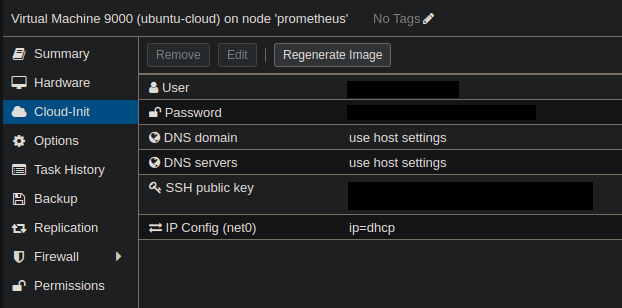 Virtual Machine 9000 (ubuntu-cloud) on node 'prometheus' No Tags
Summary
Hardware
Cloud-Init
Options
Task History
Backup
Replication
Firewall
Permissions
Remove Edit Regenerate Image
User
Password
DNS domain use host settings
DNS servers use host settings
SSH public key
IP Config (net0) ip=dhcp